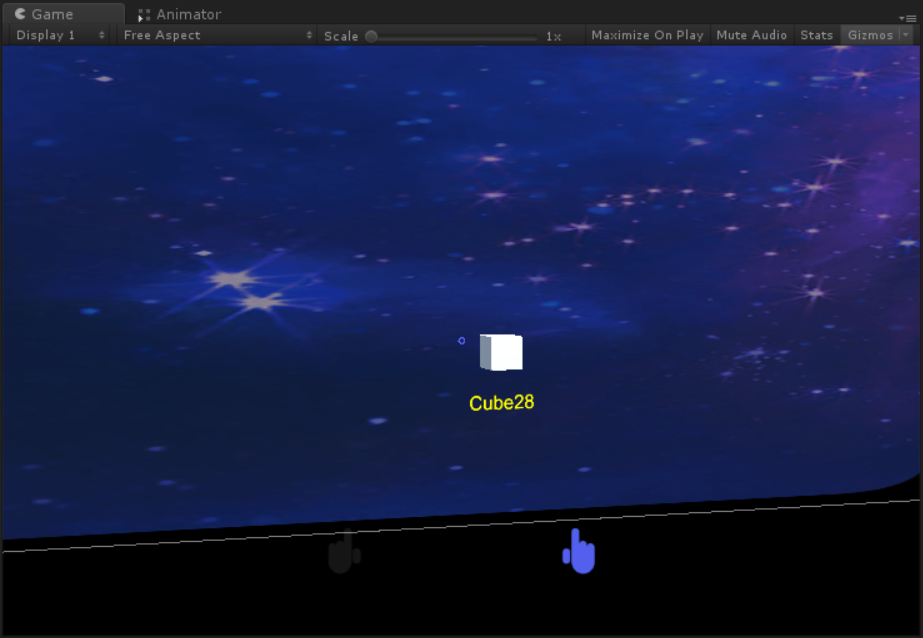 Game Animator
Display 1 Free Aspect Scale 1x Maximize On Play Mute Audio Stats Gizmos
Cube28